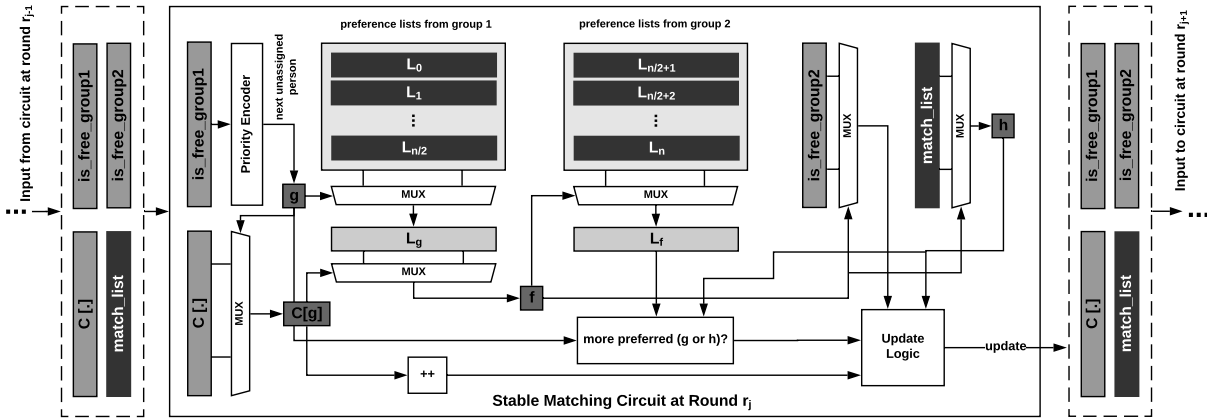 Input from circuit at round r_{j-1}
is_free_group1
is_free_group2
C [.]
match_list
...
is_free_group1
Priority Encoder
next unassigned
person
g
C [.]
MUX
C[g]
preference lists from group 1
L_0
L_1
...
L_{n/2}
MUX
L_g
MUX
f
preference lists from group 2
L_{n/2+1}
L_{n/2+2}
...
L_n
MUX
L_f
more preferred (g or h)?
++
is_free_group2
MUX
match_list
MUX
h
Update
Logic
update
Stable Matching Circuit at Round r_j
is_free_group1
is_free_group2
C [.]
match_list
Input to circuit at round r_{j+1}
...